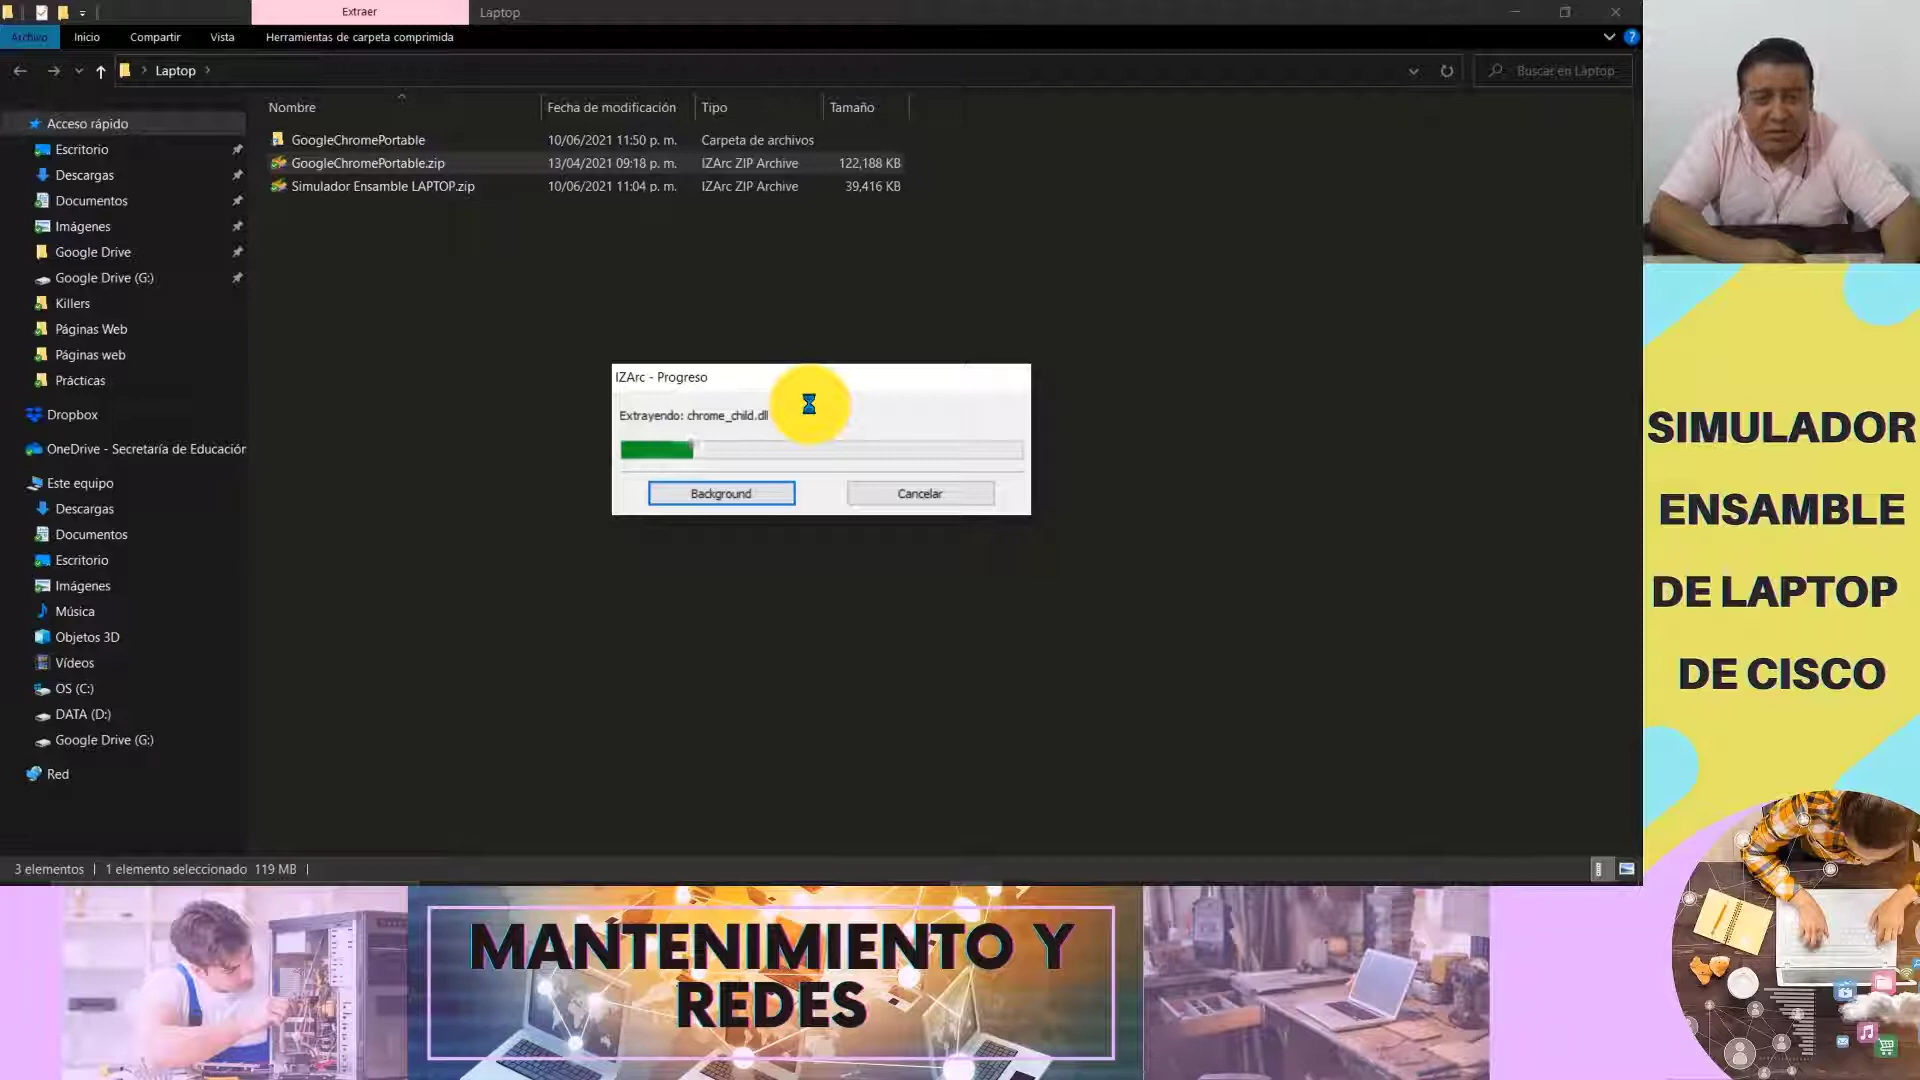 Extraer
Laptop
Archivo
Inicio
Compartir
Vista
Herramientas de carpeta comprimida
Laptop
Buscar en Laptop
Nombre
Fecha de modificación
Tipo
Tamaño
GoogleChromePortable
10/06/2021 11:50 p. m.
Carpeta de archivos
GoogleChromePortable.zip
13/04/2021 09:18 p. m.
IZArc ZIP Archive
122,188 KB
Simulador Ensamble LAPTOP.zip
10/06/2021 11:04 p. m.
IZArc ZIP Archive
39,416 KB
Acceso rápido
Escritorio
Descargas
Documentos
Imágenes
Google Drive
Google Drive (G:)
Killers
Páginas Web
Páginas web
Prácticas
Dropbox
OneDrive - Secretaría de Educación
Este equipo
Descargas
Documentos
Escritorio
Imágenes
Música
Objetos 3D
Vídeos
OS (C:)
DATA (D:)
Google Drive (G:)
Red
IZArc - Progreso
Extrayendo: chrome_child.dll
Background
Cancelar
3 elementos
1 elemento seleccionado 119 MB
SIMULADOR
ENSAMBLE
DE LAPTOP
DE CISCO
MANTENIMIENTO Y
REDES